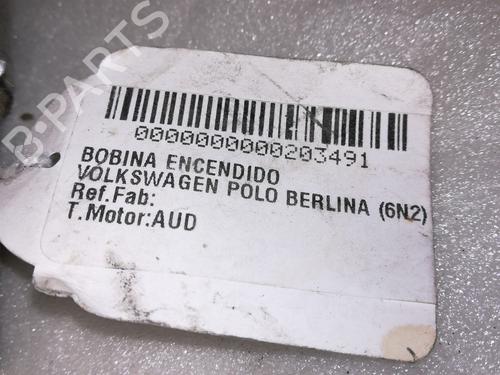 B-PARTS
0000000000203491
BOBINA ENCENDIDO
VOLKSWAGEN POLO BERLINA (6N2)
Ref.Fab:
T.Motor:AUD